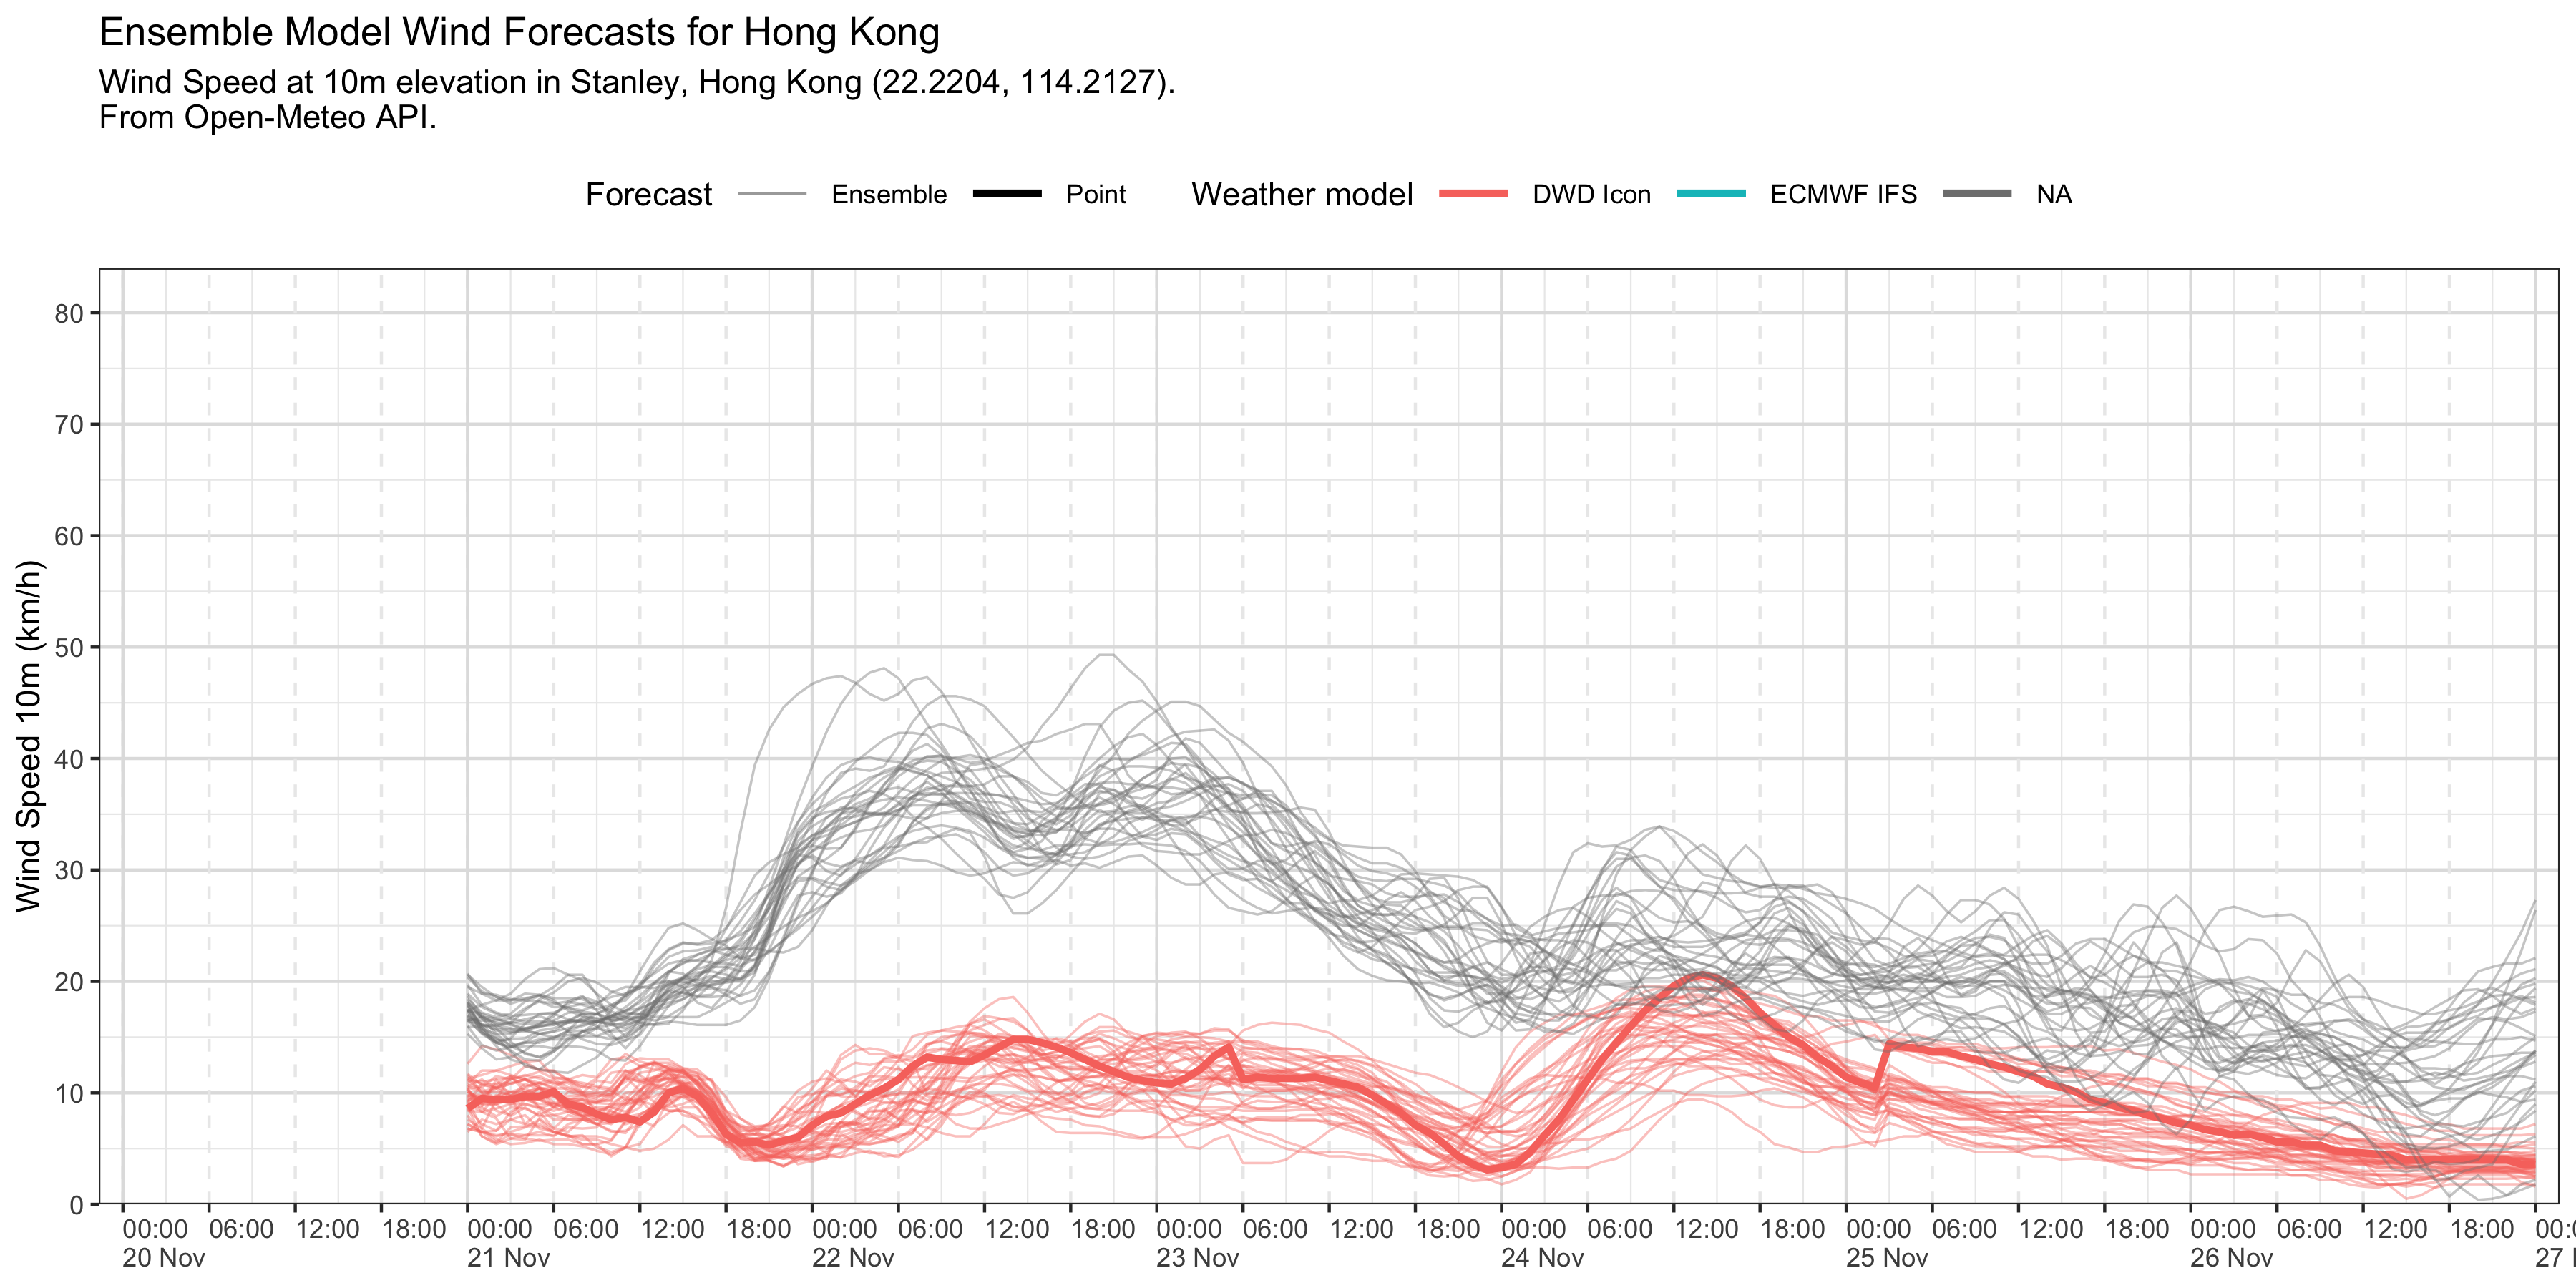 Ensemble Model Wind Forecasts for Hong Kong
Wind Speed at 10m elevation in Stanley, Hong Kong (22.2204, 114.2127).
From Open-Meteo API.
Forecast Ensemble Point Weather model DWD Icon ECMWF IFS NA
Wind Speed 10m (km/h)
80
70
60
50
40
30
20
10
0
00:00 06:00 12:00 18:00 00:00 06:00 12:00 18:00 00:00 06:00 12:00 18:00 00:00 06:00 12:00 18:00 00:00 06:00 12:00 18:00 00:00 06:00 12:00 18:00 00:00 06:00 12:00 18:00 00:0
20 Nov 21 Nov 22 Nov 23 Nov 24 Nov 25 Nov 26 Nov 27